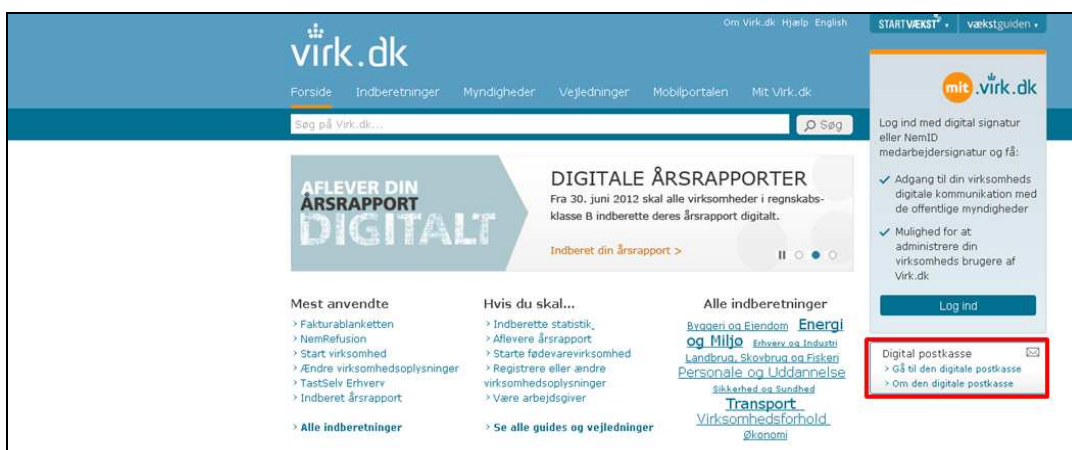 Om Virk.dk Hjælp English
STARTVÆKST
vækstguiden
virk.dk
Forside Indberetninger Myndigheder Vejledninger Mobilportalen Mit Virk.dk
Søg på Virk.dk...
Søg
AFLEVER DIN
ÅRSRAPPORT
DIGITALT
DIGITALE ÅRSRAPPORTER
Fra 30. juni 2012 skal alle virksomheder i regnskabs-
klasse B indberette deres årsrapport digitalt.
Indberet din årsrapport >
Mest anvendte
> Fakturablanketten
> NemRefusion
> Start virksomhed
> Ændre virksomhedsoplysninger
> TastSelv Erhverv
> Indberet årsrapport
> Alle indberetninger
Hvis du skal...
> Indberette statistik
> Aflevere årsrapport
> Starte fødevarevirksomhed
> Registrere eller ændre
virksomhedsoplysninger
> Være arbejdsgiver
> Se alle guides og vejledninger
Alle indberetninger
Byggeri og Ejendom Energi
og Miljø Erhverv og Industri
Landbrug, Skovbrug og Fiskeri
Personale og Uddannelse
Sikkerhed og Sundhed
Transport
Virksomhedsforhold
Økonomi
mit.virk.dk
Log ind med digital signatur
eller NemID
medarbejdersignatur og få:
Adgang til din virksomheds
digitale kommunikation med
de offentlige myndigheder
Mulighed for at
administrere din
virksomheds brugere af
Virk.dk
Log ind
Digital postkasse
> Gå til den digitale postkasse
> Om den digitale postkasse